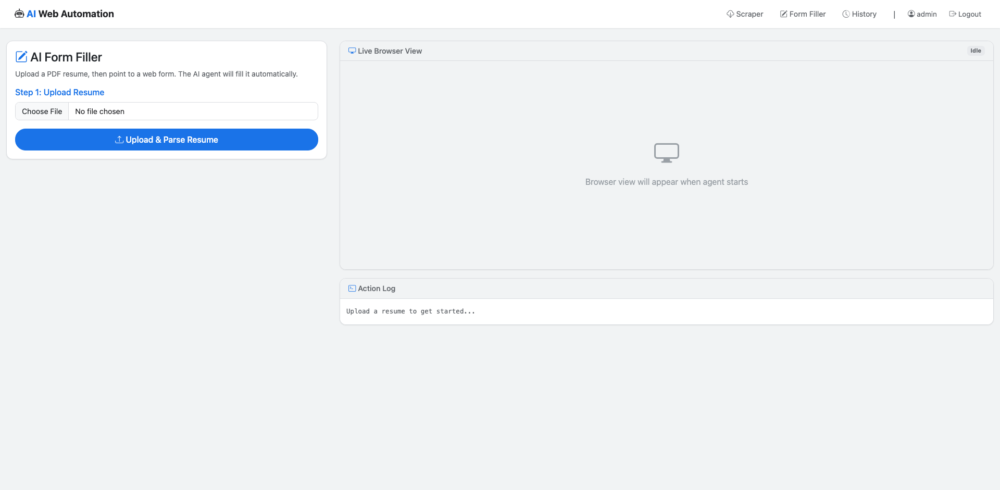 AI Web Automation
Scraper
Form Filler
History
|
admin
Logout
AI Form Filler
Upload a PDF resume, then point to a web form. The AI agent will fill it automatically.
Step 1: Upload Resume
Choose File
No file chosen
Upload & Parse Resume
Live Browser View
Idle
Browser view will appear when agent starts
Action Log
Upload a resume to get started...